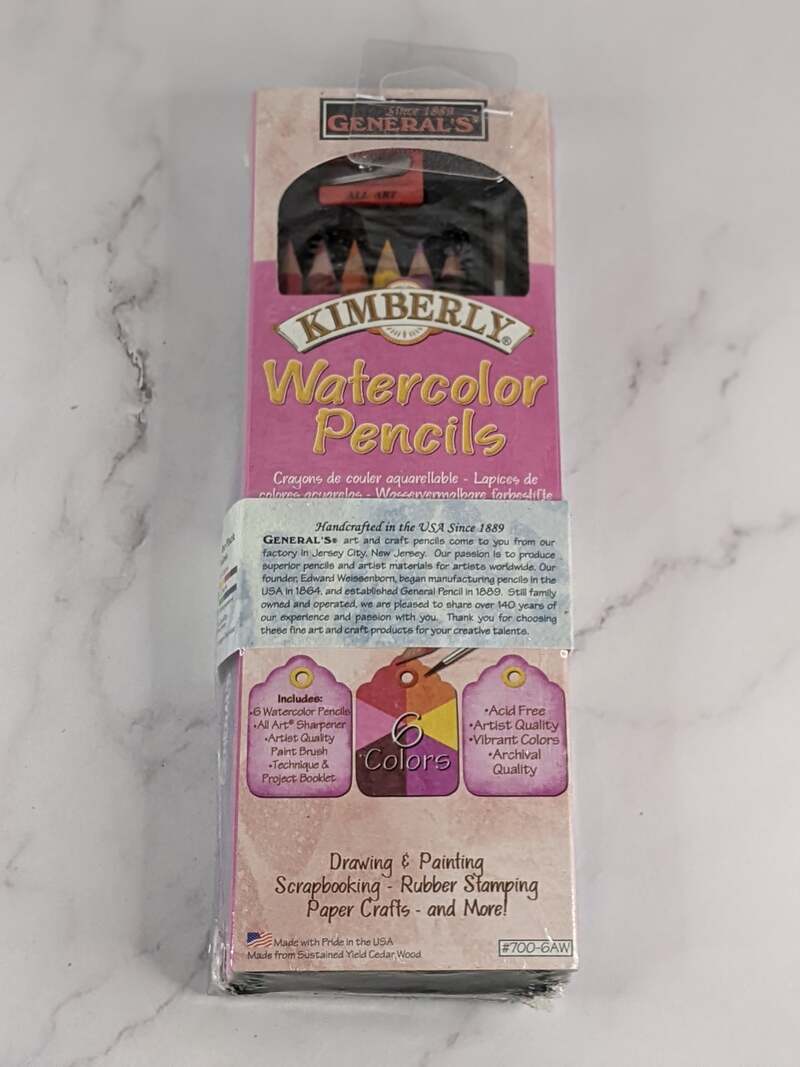 Since 1889
GENERAL'S®
ALL ART
KIMBERLY®
Watercolor
Pencils
Crayons de couler aquarellable - Lapices de
colores acuarelas - Wasservermalbare farbestifte
Handcrafted in the USA Since 1889
GENERAL'S® art and craft pencils come to you from our
factory in Jersey City, New Jersey. Our passion is to produce
superior pencils and artist materials for artists worldwide. Our
founder, Edward Weissenborn, began manufacturing pencils in the
USA in 1864, and established General Pencil in 1889. Still family
owned and operated, we are pleased to share over 140 years of
our experience and passion with you. Thank you for choosing
these fine art and craft products for your creative talents.
Includes:
•6 Watercolor Pencils
•All Art® Sharpener
•Artist Quality
Paint Brush
•Technique &
Project Booklet
6
Colors
•Acid Free
•Artist Quality
•Vibrant Colors
•Archival
Quality
Drawing & Painting
Scrapbooking - Rubber Stamping
Paper Crafts - and More!
Made with Pride in the USA
Made from Sustained Yield Cedar Wood
#700-6AW